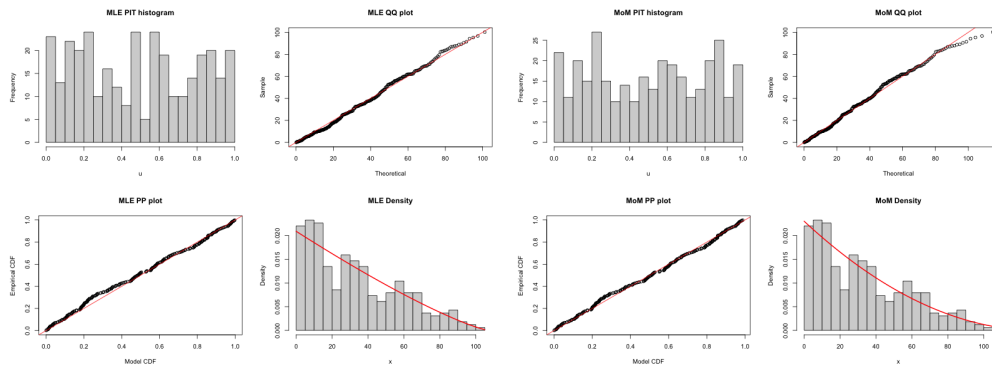 MLE PIT histogram
Frequency
0 5 10 15 20
0.0 0.2 0.4 0.6 0.8 1.0
u
MLE QQ plot
Sample
0 20 40 60 80 100
0 20 40 60 80 100
Theoretical
MoM PIT histogram
Frequency
0 5 10 15 20 25
0.0 0.2 0.4 0.6 0.8 1.0
u
MoM QQ plot
Sample
0 20 40 60 80 100
0 20 40 60 80 100
Theoretical
MLE PP plot
Empirical CDF
0.0 0.2 0.4 0.6 0.8 1.0
0.0 0.2 0.4 0.6 0.8 1.0
Model CDF
MLE Density
Density
0.000 0.005 0.010 0.015 0.020
0 20 40 60 80 100
x
MoM PP plot
Empirical CDF
0.0 0.2 0.4 0.6 0.8 1.0
0.0 0.2 0.4 0.6 0.8 1.0
Model CDF
MoM Density
Density
0.000 0.005 0.010 0.015 0.020
0 20 40 60 80 100
x